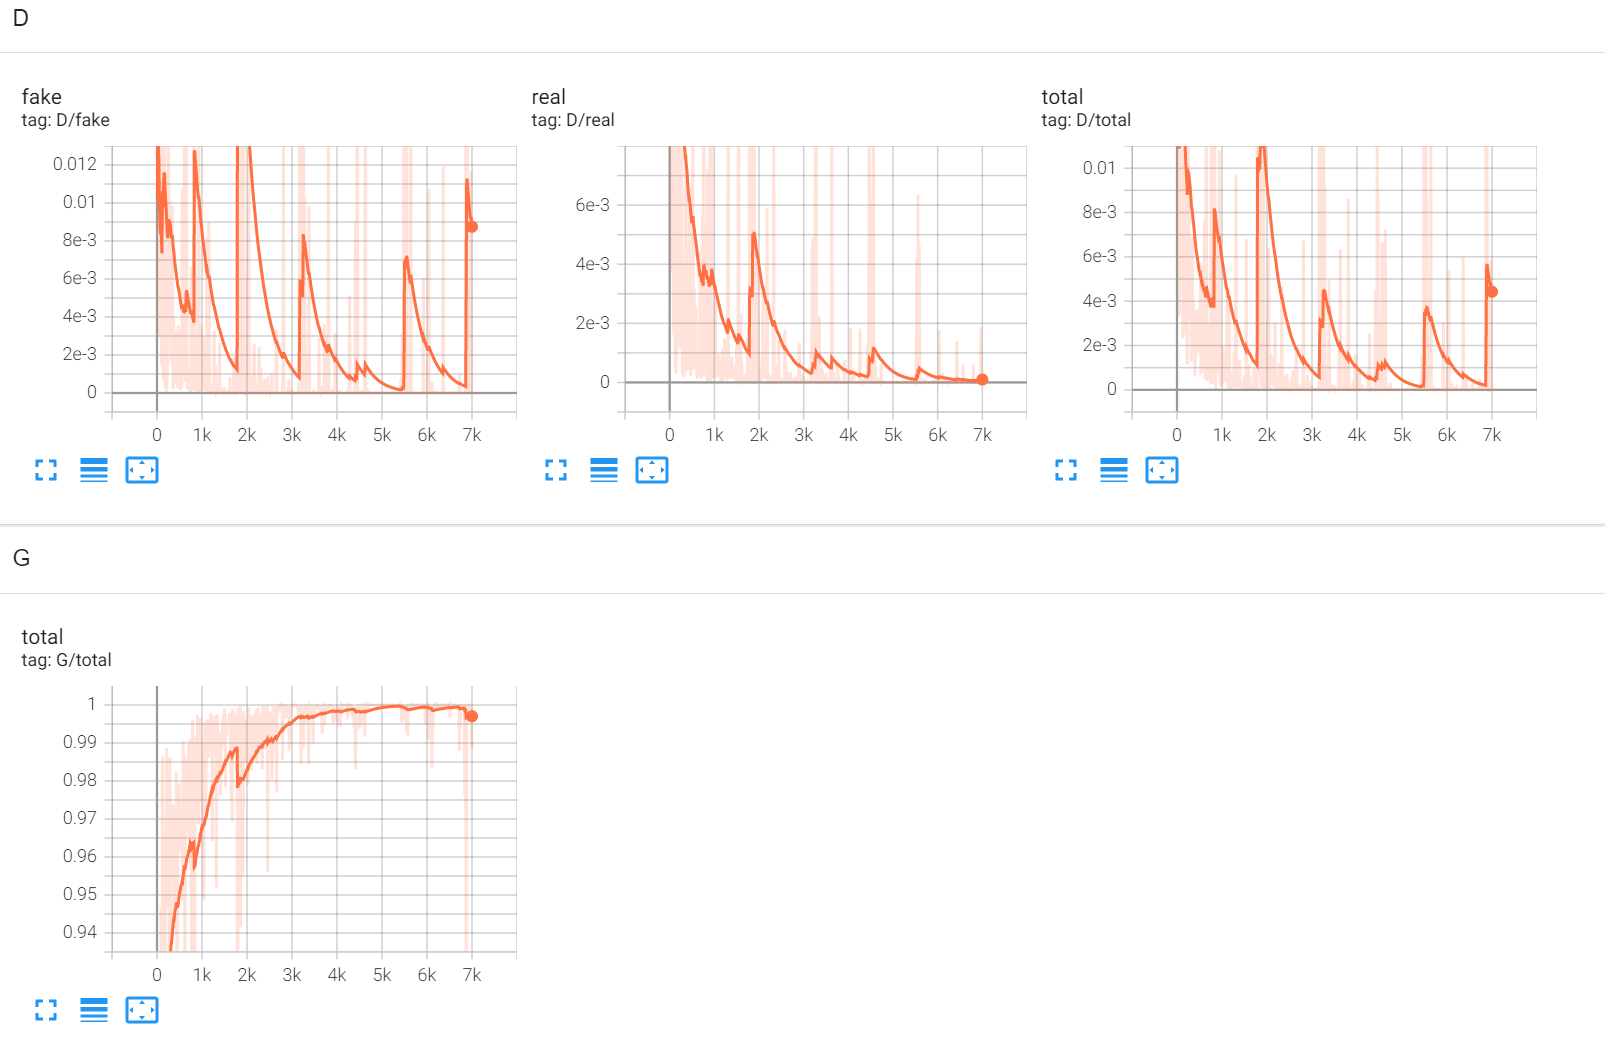 D
fake
tag: D/fake
0.012
0.01
8e-3
6e-3
4e-3
2e-3
0
0 1k 2k 3k 4k 5k 6k 7k
real
tag: D/real
6e-3
4e-3
2e-3
0
0 1k 2k 3k 4k 5k 6k 7k
total
tag: D/total
0.01
8e-3
6e-3
4e-3
2e-3
0
0 1k 2k 3k 4k 5k 6k 7k
G
total
tag: G/total
1
0.99
0.98
0.97
0.96
0.95
0.94
0 1k 2k 3k 4k 5k 6k 7k